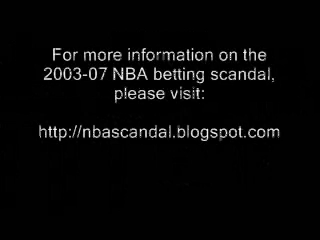 For more information on the
2003-07 NBA betting scandal,
please visit:
http://nbascandal.blogspot.com